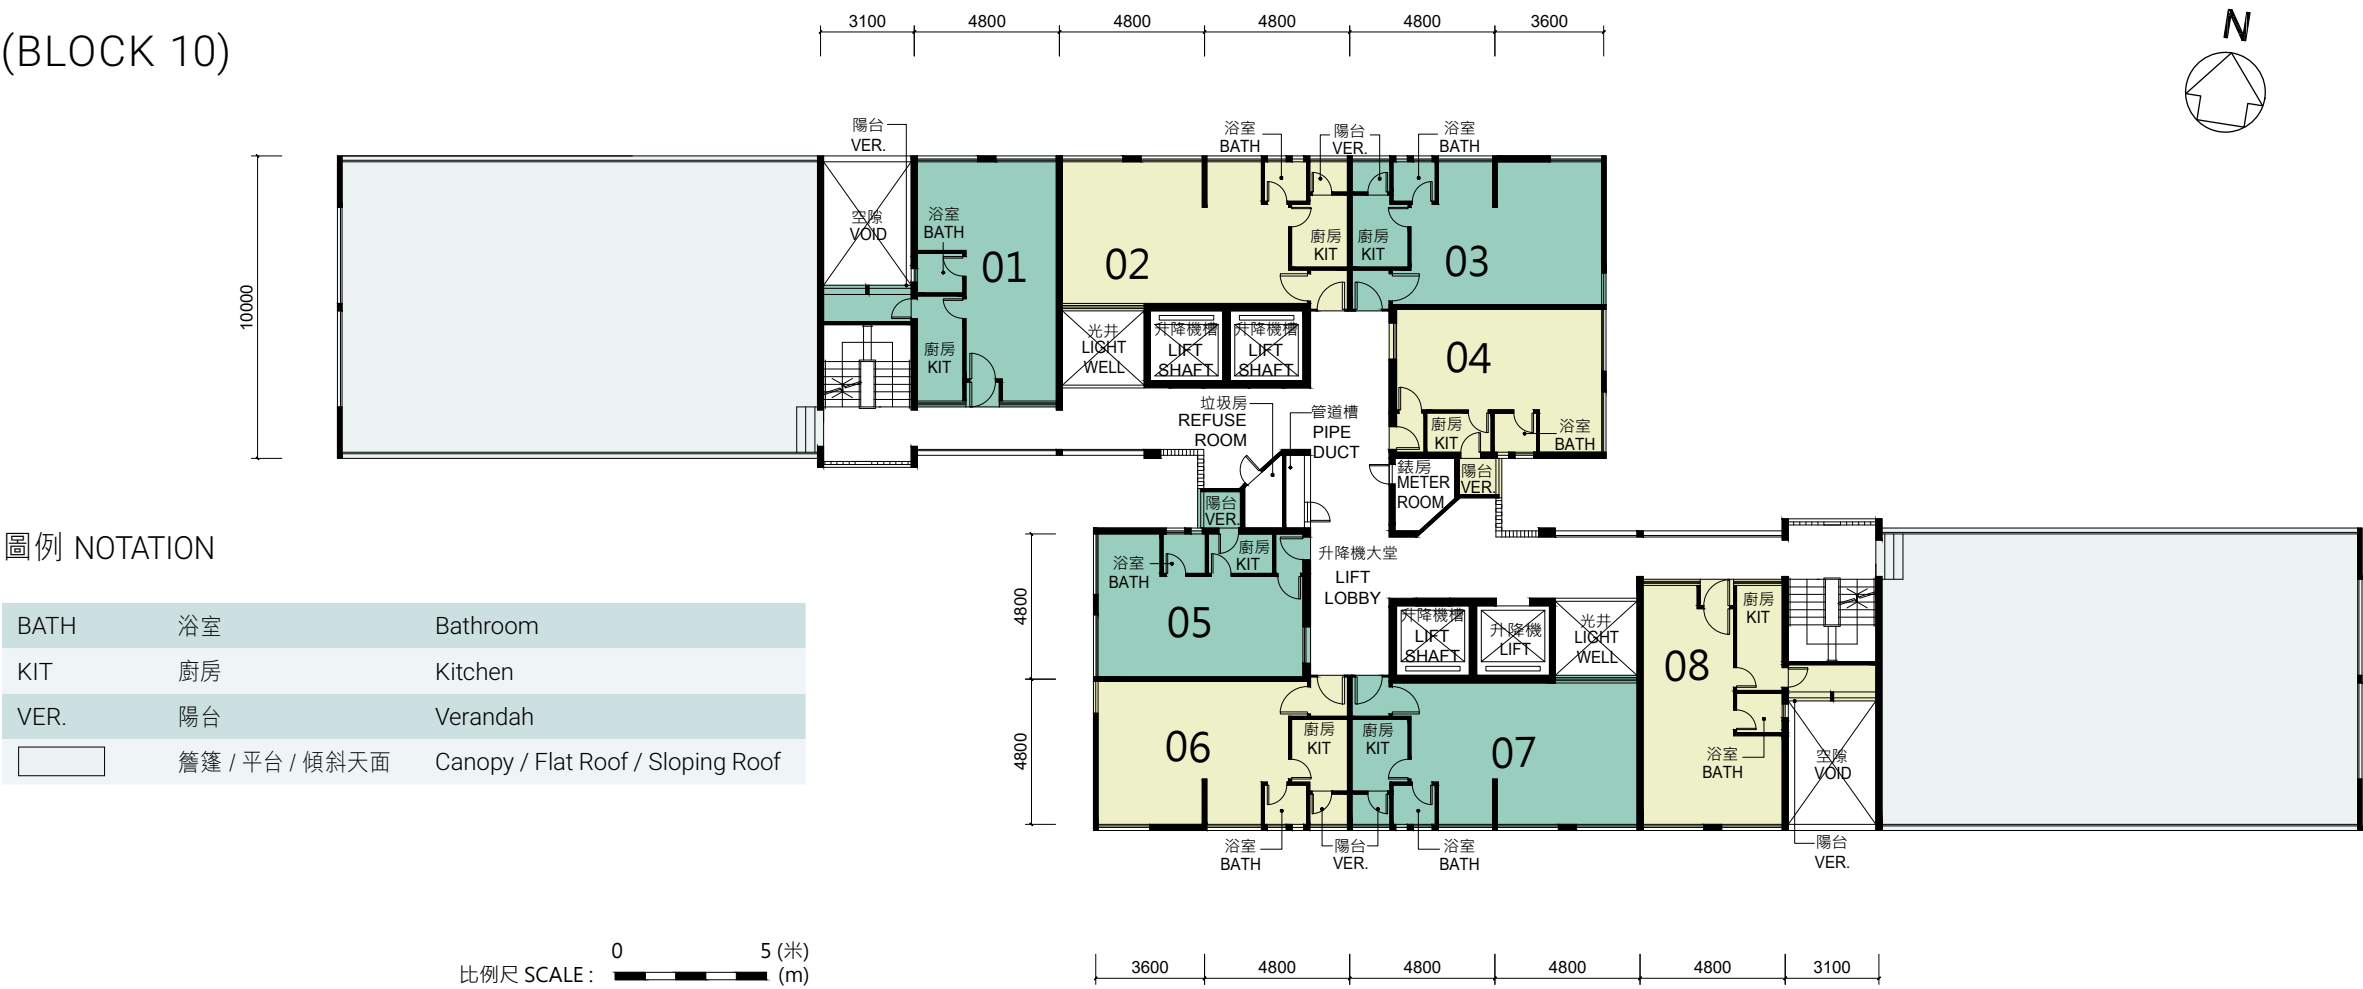 (BLOCK 10)
3100 4800 4800 4800 4800 3600
N
陽台
VER.
浴室
BATH
陽台
VER.
浴室
BATH
10000
空隙
VOID
浴室
BATH
01
廚房
KIT
02
廚房
KIT
廚房
KIT
03
光井
LIGHT
WELL
升降機槽
LIFT
SHAFT
升降機槽
LIFT
SHAFT
04
廚房
KIT
浴室
BATH
垃圾房
REFUSE
ROOM
管道槽
PIPE
DUCT
錶房
METER
ROOM
陽台
VER.
陽台
VER.
圖例 NOTATION
BATH 浴室 Bathroom
KIT 廚房 Kitchen
VER. 陽台 Verandah
簷篷 / 平台 / 傾斜天面 Canopy / Flat Roof / Sloping Roof
4800
4800
浴室
BATH
廚房
KIT
05
升降機大堂
LIFT
LOBBY
升降機槽
LIFT
SHAFT
升降機
LIFT
光井
LIGHT
WELL
廚房
KIT
08
浴室
BATH
空隙
VOID
陽台
VER.
06
廚房
KIT
廚房
KIT
07
浴室
BATH
陽台
VER.
浴室
BATH
0 5 (米)
比例尺 SCALE : (m)
3600 4800 4800 4800 4800 3100